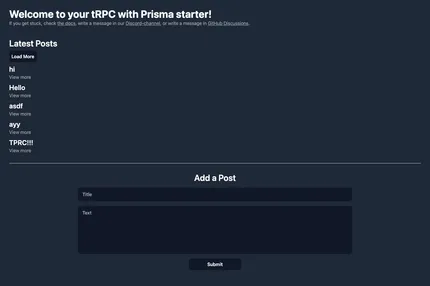 Welcome to your tRPC with Prisma starter!
If you get stuck, check the docs, write a message in our Discord-channel, or write a message in GitHub Discussions.
Latest Posts
Load More
hi
View more
Hello
View more
asdf
View more
ayy
View more
TPRC!!!
View more
Add a Post
Title
Text
Submit